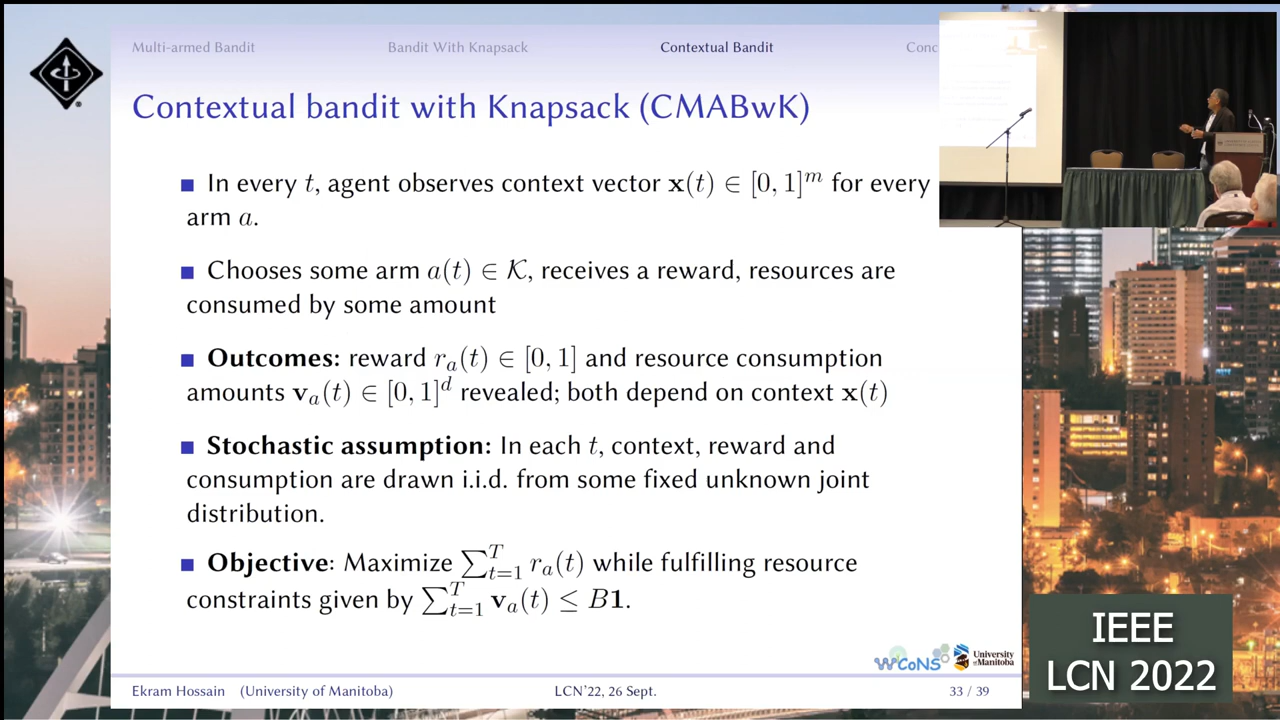 Multi-armed Bandit
Bandit With Knapsack
Contextual Bandit
Conc
Contextual bandit with Knapsack (CMABwK)
■ In every t, agent observes context vector x(t) ∈ [0, 1]^m for every
arm a.
■ Chooses some arm a(t) ∈ 𝒦, receives a reward, resources are
consumed by some amount
■ Outcomes: reward r_a(t) ∈ [0, 1] and resource consumption
amounts v_a(t) ∈ [0, 1]^d revealed; both depend on context x(t)
■ Stochastic assumption: In each t, context, reward and
consumption are drawn i.i.d. from some fixed unknown joint
distribution.
■ Objective: Maximize ∑_{t=1}^T r_a(t) while fulfilling resource
constraints given by ∑_{t=1}^T v_a(t) ≤ B1.
WCoNS
University
of Manitoba
Ekram Hossain (University of Manitoba)
LCN'22, 26 Sept.
33 / 39
IEEE
LCN 2022